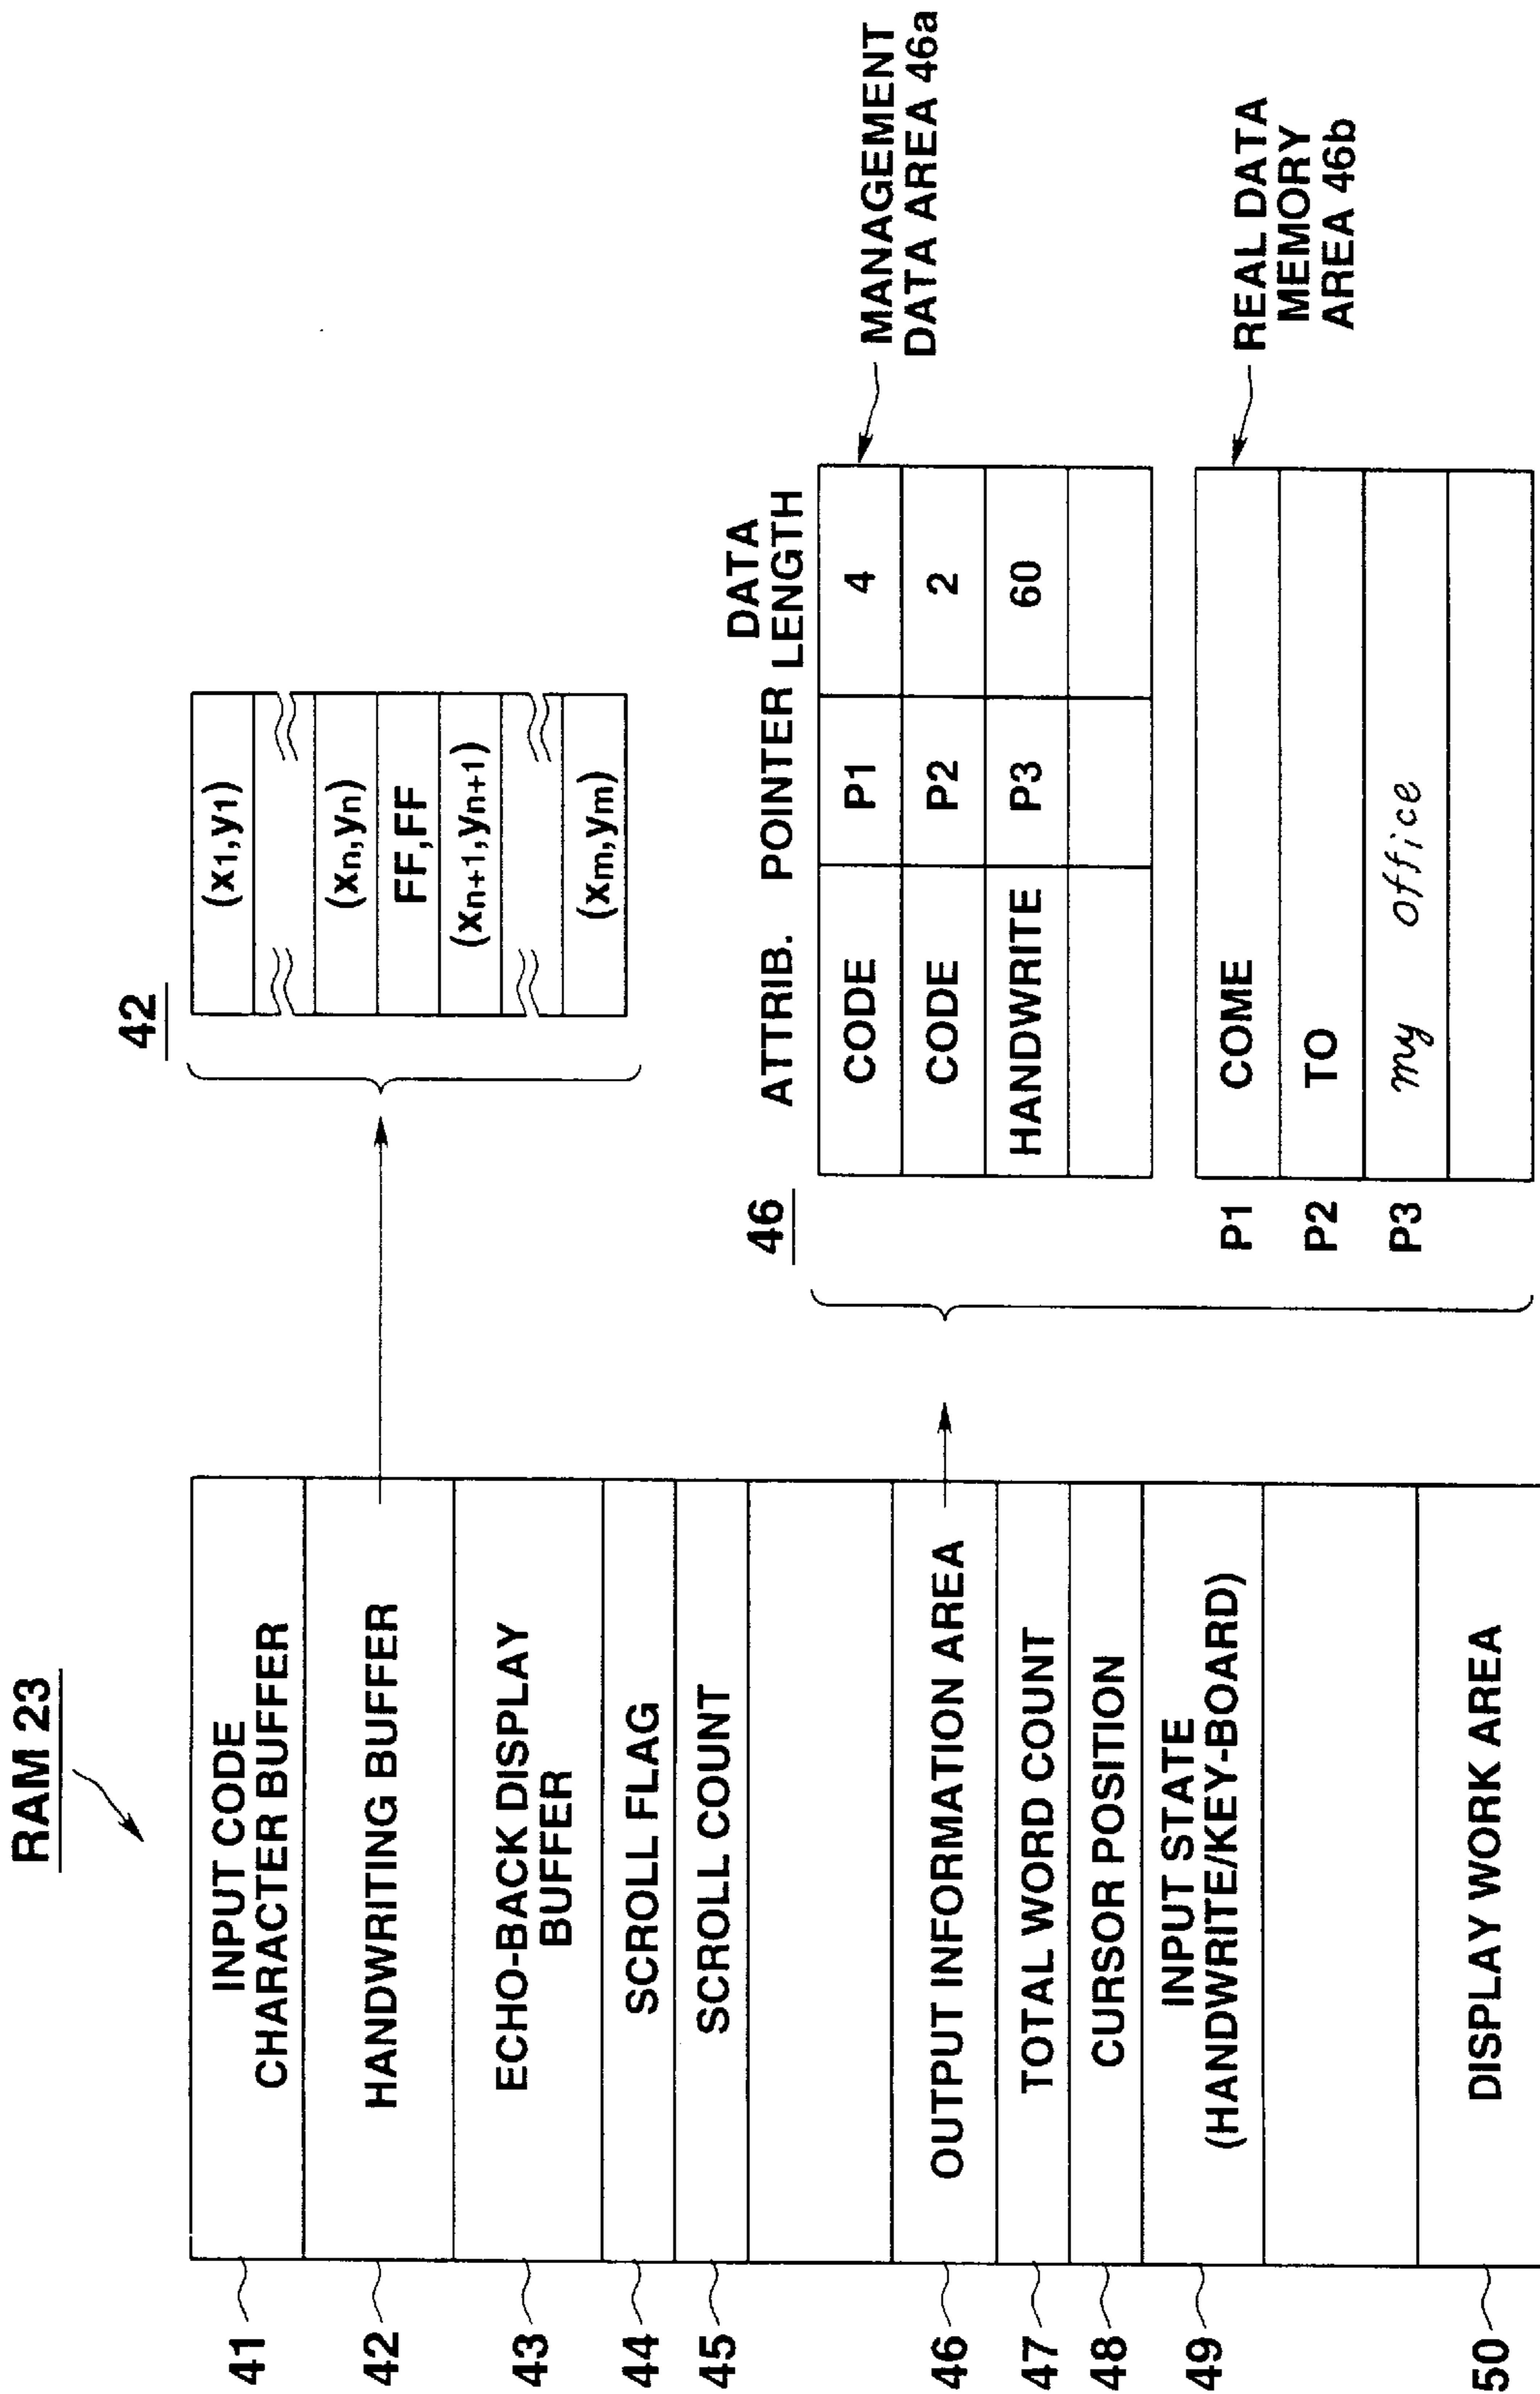 RAM 23
41
INPUT CODE
CHARACTER BUFFER
42
HANDWRITING BUFFER
43
ECHO-BACK DISPLAY
BUFFER
44
SCROLL FLAG
45
SCROLL COUNT
46
OUTPUT INFORMATION AREA
47
TOTAL WORD COUNT
48
CURSOR POSITION
49
INPUT STATE
(HANDWRITE/KEY-BOARD)
50
DISPLAY WORK AREA
42
(x1,y1)
(xn,yn)
FF,FF
(xn+1,yn+1)
(xm,ym)
46
ATTRIB. POINTER DATA LENGTH
CODE P1 4
CODE P2 2
HANDWRITE P3 60
MANAGEMENT
DATA AREA 46a
P1 COME
P2 TO
P3 my office
REAL DATA
MEMORY
AREA 46b